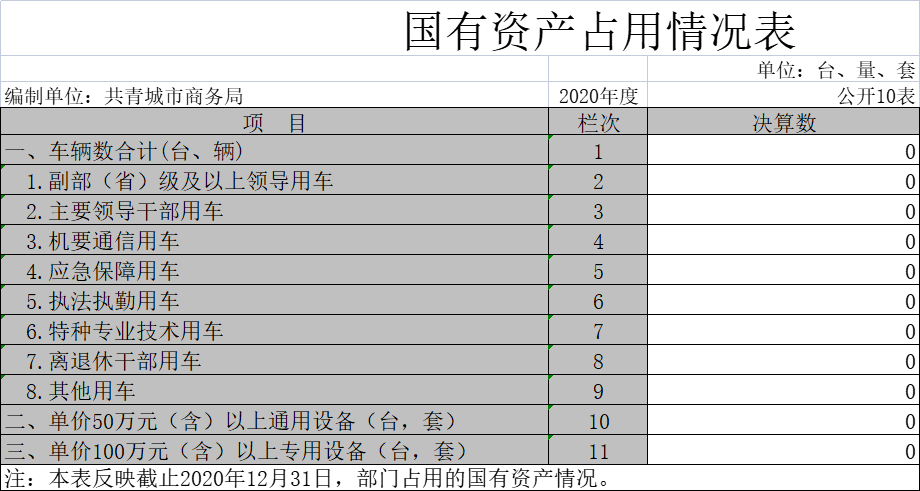 国有资产占用情况表
单位：台、量、套
编制单位：共青城市商务局 2020年度 公开10表
项 目 栏次 决算数
一、车辆数合计(台、辆) 1 0
1.副部（省）级及以上领导用车 2 0
2.主要领导干部用车 3 0
3.机要通信用车 4 0
4.应急保障用车 5 0
5.执法执勤用车 6 0
6.特种专业技术用车 7 0
7.离退休干部用车 8 0
8.其他用车 9 0
二、单价50万元（含）以上通用设备（台，套） 10 0
三、单价100万元（含）以上专用设备（台，套） 11 0
注：本表反映截止2020年12月31日，部门占用的国有资产情况。